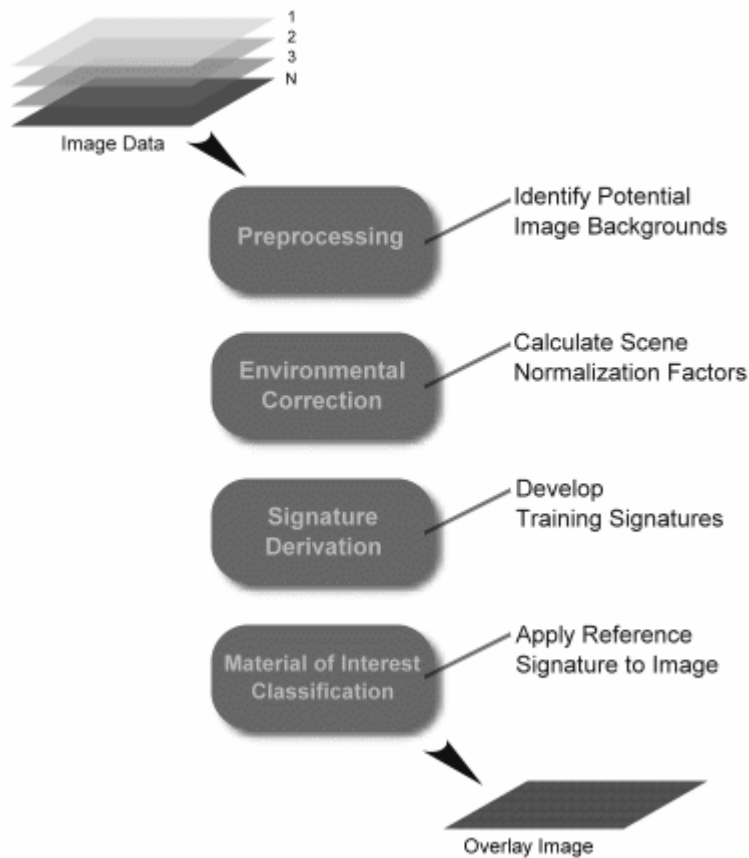 1
2
3
N
Image Data
Preprocessing
Identify Potential
Image Backgrounds
Environmental
Correction
Calculate Scene
Normalization Factors
Signature
Derivation
Develop
Training Signatures
Material of Interest
Classification
Apply Reference
Signature to Image
Overlay Image